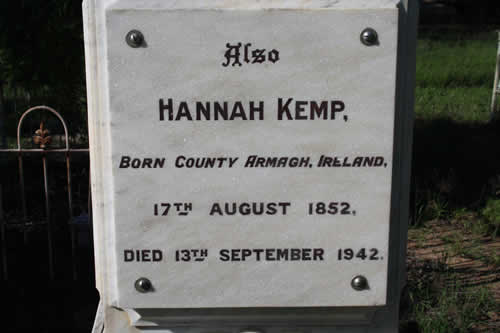 Also
HANNAH KEMP,
BORN COUNTY ARMAGH, IRELAND,
17TH AUGUST 1852,
DIED 13TH SEPTEMBER 1942.